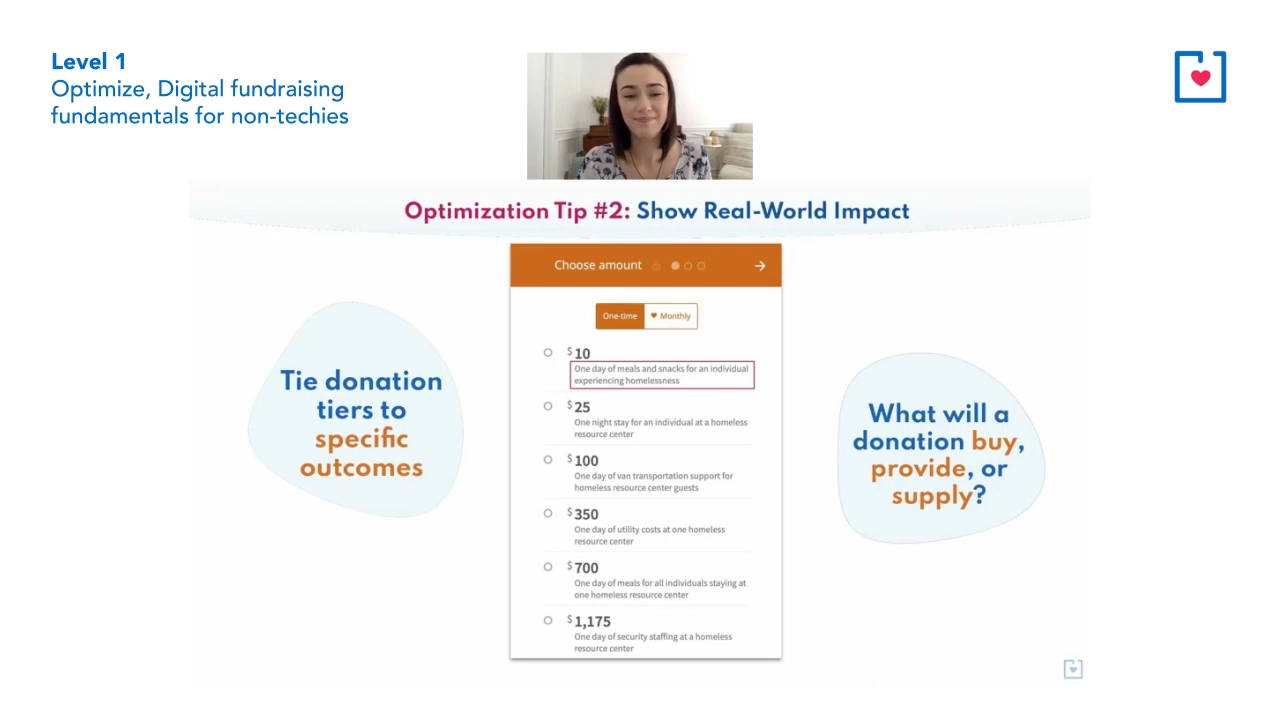 Level 1
Optimize, Digital fundraising
fundamentals for non-techies
Optimization Tip #2: Show Real-World Impact
Tie donation
tiers to
specific
outcomes
Choose amount
One-time
Monthly
$10
One day of meals and snacks for an individual
experiencing homelessness
$25
One night stay for an individual at a homeless
resource center
$100
One day of van transportation support for
homeless resource center guests
$350
One day of utility costs at one homeless
resource center
$700
One day of meals for all individuals staying at
one homeless resource center
$1,175
One day of security staffing at a homeless
resource center
What will a
donation buy,
provide, or
supply?